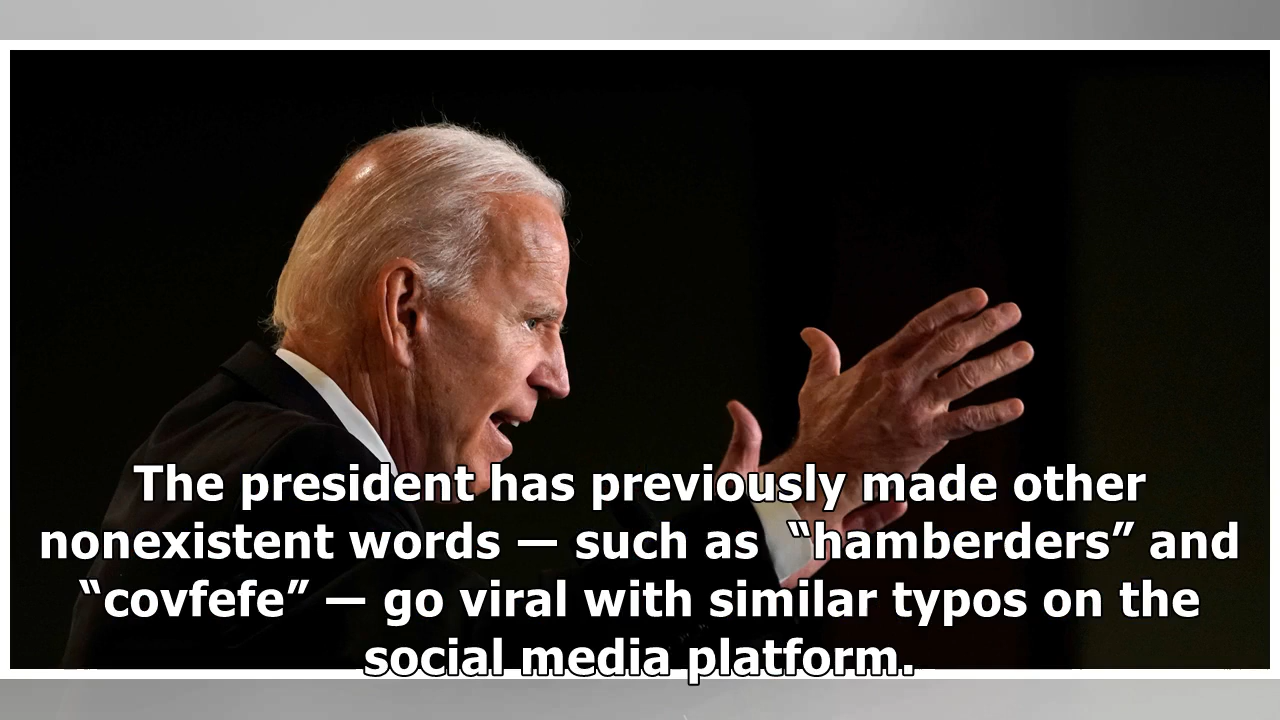 The president has previously made other
nonexistent words — such as “hamberders” and
“covfefe” — go viral with similar typos on the
social media platform.